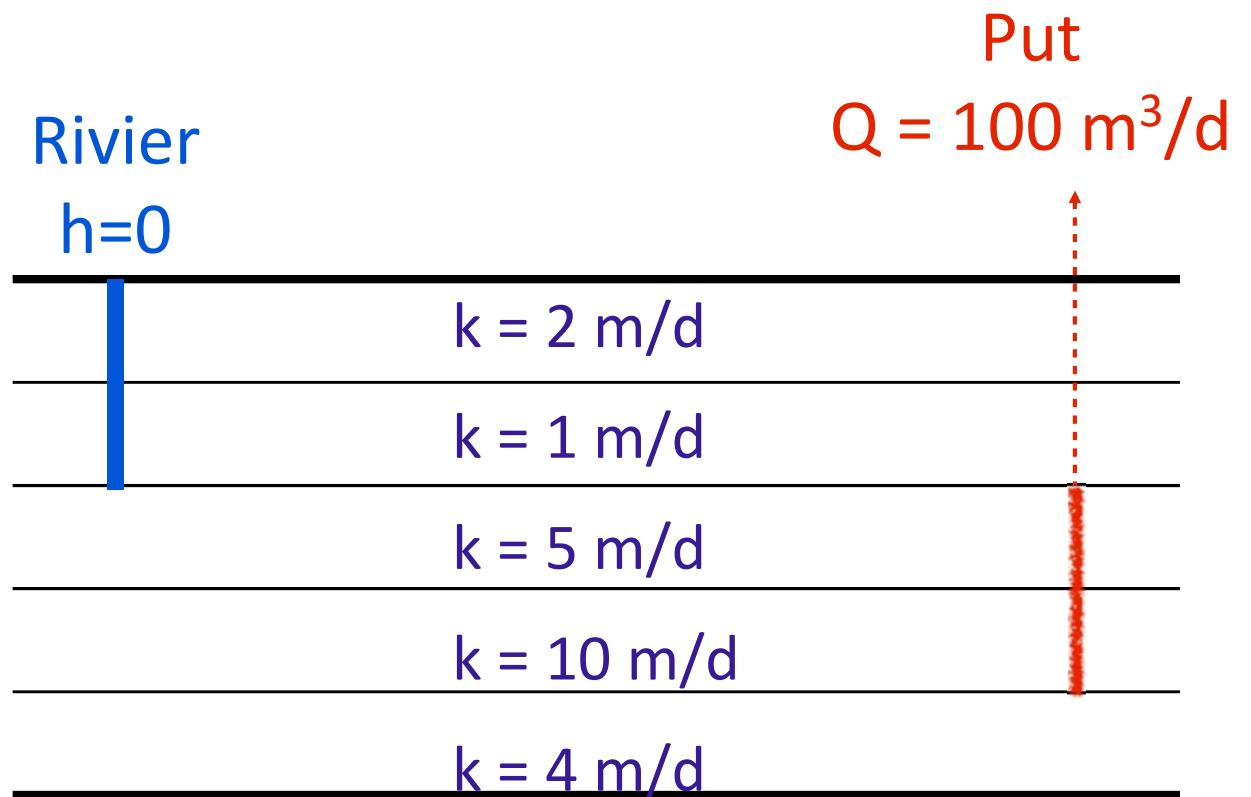 Put
Q = 100 m³/d
Rivier
h=0
k = 2 m/d
k = 1 m/d
k = 5 m/d
k = 10 m/d
k = 4 m/d